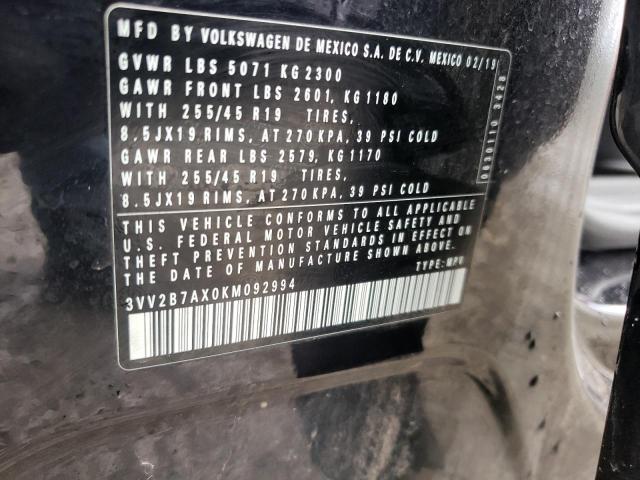 MFD BY VOLKSWAGEN DE MEXICO S.A. DE C.V. MEXICO 02/19
GVWR LBS 5071 KG 2300
GAWR FRONT LBS 2601, KG 1180
WITH 255/45 R19 TIRES,
8.5JX19 RIMS, AT 270 KPA, 39 PSI COLD
GAWR REAR LBS 2579, KG 1170
WITH 255/45 R19 TIRES,
8.5JX19 RIMS, AT 270 KPA, 39 PSI COLD
THIS VEHICLE CONFORMS TO ALL APPLICABLE
U.S. FEDERAL MOTOR VEHICLE SAFETY AND
THEFT PREVENTION STANDARDS IN EFFECT ON
THE DATE OF MANUFACTURE SHOWN ABOVE.
3VV2B7AX0KM092994 TYPE: MPV